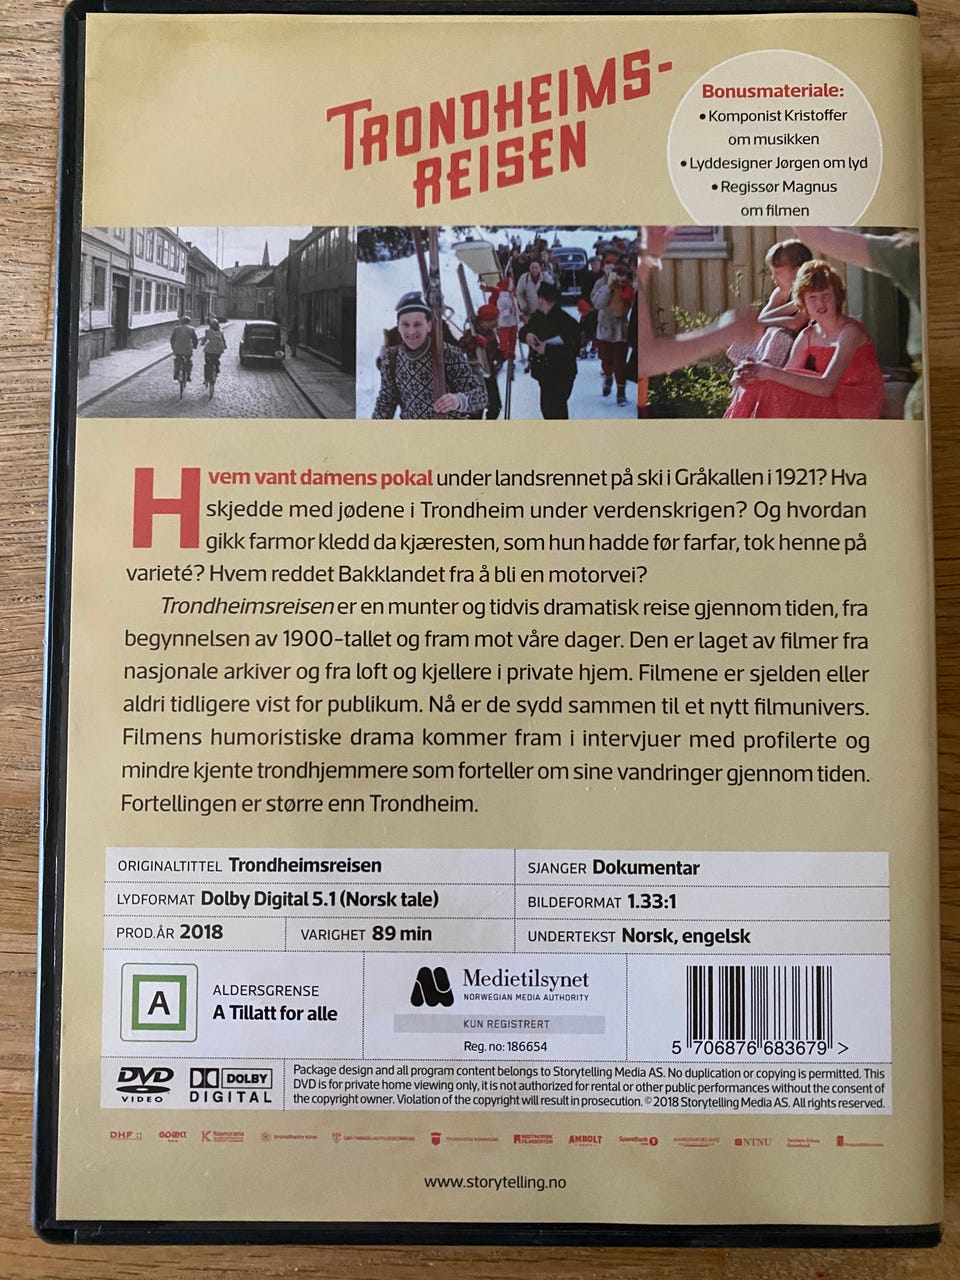 TRONDHEIMS-
REISEN
Bonusmateriale:
• Komponist Kristoffer
om musikken
• Lyddesigner Jørgen om lyd
• Regissør Magnus
om filmen
Hvem vant damens pokal under landsrennet på ski i Gråkallen i 1921? Hva
skjedde med jødene i Trondheim under verdenskrigen? Og hvordan
gikk farmor kledd da kjæresten, som hun hadde før farfar, tok henne på
varieté? Hvem reddet Bakklandet fra å bli en motorvei?
Trondheimsreisen er en munter og tidvis dramatisk reise gjennom tiden, fra
begynnelsen av 1900-tallet og fram mot våre dager. Den er laget av filmer fra
nasjonale arkiver og fra loft og kjellere i private hjem. Filmene er sjelden eller
aldri tidligere vist for publikum. Nå er de sydd sammen til et nytt filmunivers.
Filmens humoristiske drama kommer fram i intervjuer med profilerte og
mindre kjente trondhjemmere som forteller om sine vandringer gjennom tiden.
Fortellingen er større enn Trondheim.
ORIGINALTITTEL Trondheimsreisen
SJANGER Dokumentar
LYDFORMAT Dolby Digital 5.1 (Norsk tale)
BILDEFORMAT 1.33:1
PROD.ÅR 2018
VARIGHET 89 min
UNDERTEKST Norsk, engelsk
A
ALDERSGRENSE
A Tillatt for alle
Medietilsynet
NORWEGIAN MEDIA AUTHORITY
KUN REGISTRERT
Reg. no: 186654
5 706876 683679 >
DVD
VIDEO
DOLBY
DIGITAL
Package design and all program content belongs to Storytelling Media AS. No duplication or copying is permitted. This
DVD is for private home viewing only, it is not authorized for rental or other public performances without the consent of
the copyright owner. Violation of the copyright will result in prosecution. © 2018 Storytelling Media AS. All rights reserved.
DHF
trondheim kino
TRONDHEIM KOMMUNE
MIDTNORSK
FILMSENTER
AMBOLT
SpareBank 1
NTNU
www.storytelling.no